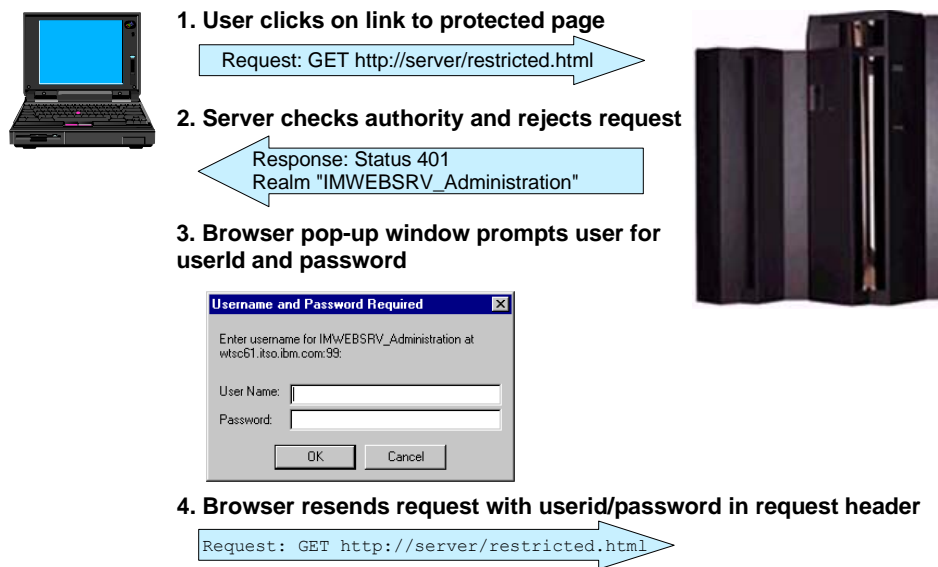 1. User clicks on link to protected page
Request: GET http://server/restricted.html
2. Server checks authority and rejects request
Response: Status 401
Realm "IMWEBSRV_Administration"
3. Browser pop-up window prompts user for
userId and password
Username and Password Required
Enter username for IMWEBSRV_Administration at
wtsc61.itso.ibm.com:99:
User Name:
Password:
OK
Cancel
4. Browser resends request with userid/password in request header
Request: GET http://server/restricted.html